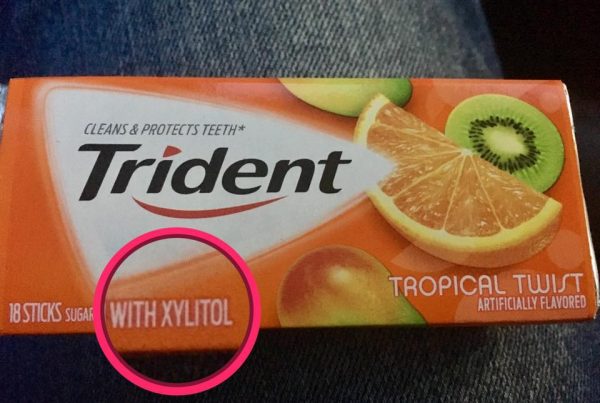 CLEANS & PROTECTS TEETH*
Trident
TROPICAL TWIST
ARTIFICIALLY FLAVORED
18 STICKS SUGAR WITH XYLITOL